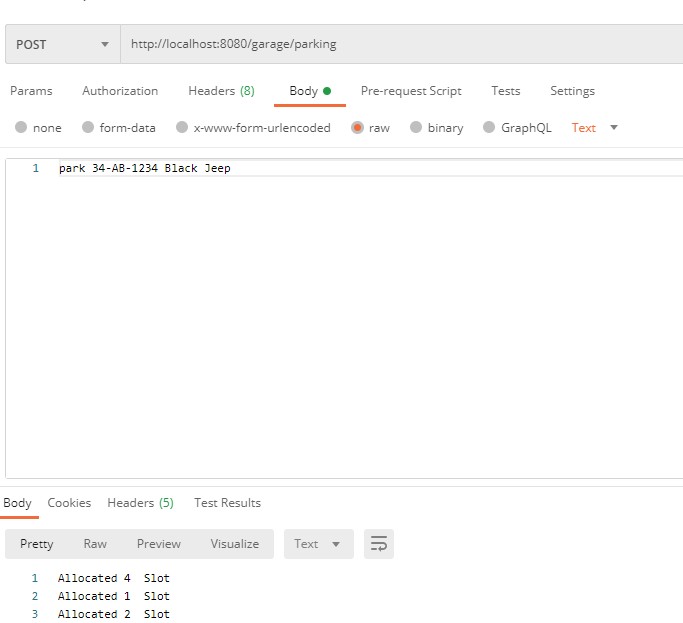 POST http://localhost:8080/garage/parking
Params Authorization Headers (8) Body Pre-request Script Tests Settings
none form-data x-www-form-urlencoded raw binary GraphQL Text
1 park 34-AB-1234 Black Jeep
Body Cookies Headers (5) Test Results
Pretty Raw Preview Visualize Text
1 Allocated 4 Slot
2 Allocated 1 Slot
3 Allocated 2 Slot